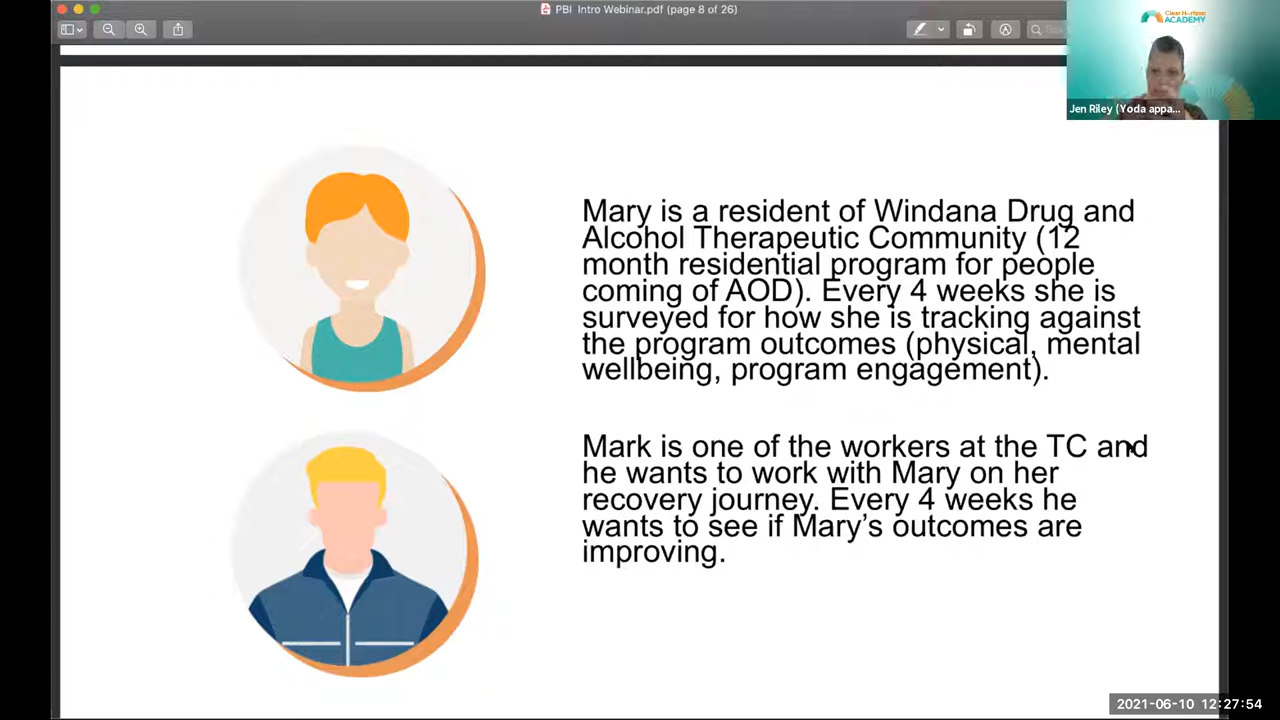 PBI Intro Webinar.pdf (page 8 of 26)
Clear Horizon
ACADEMY
Jen Riley (Yoda appa...
Mary is a resident of Windana Drug and
Alcohol Therapeutic Community (12
month residential program for people
coming of AOD). Every 4 weeks she is
surveyed for how she is tracking against
the program outcomes (physical, mental
wellbeing, program engagement).
Mark is one of the workers at the TC and
he wants to work with Mary on her
recovery journey. Every 4 weeks he
wants to see if Mary’s outcomes are
improving.
2021-06-10 12:27:54